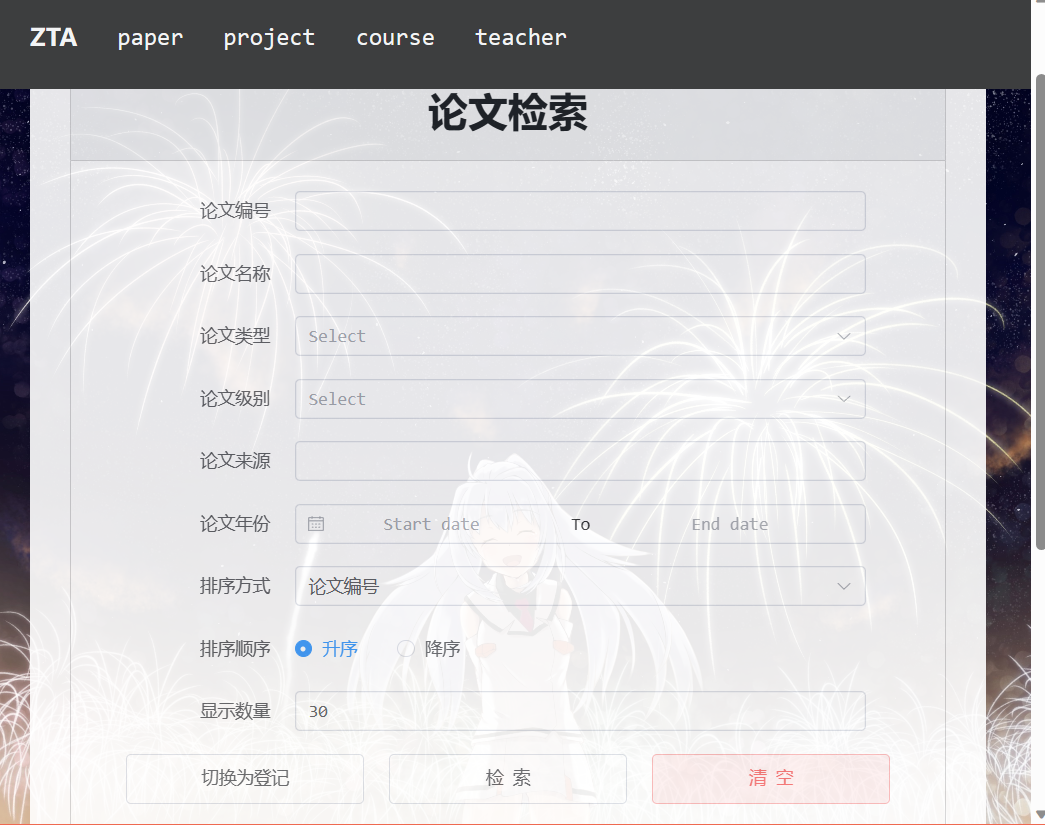 ZTA paper project course teacher
论文检索
论文编号
论文名称
论文类型 Select
论文级别 Select
论文来源
论文年份 Start date To End date
排序方式 论文编号
排序顺序 升序 降序
显示数量 30
切换为登记 检 索 清 空